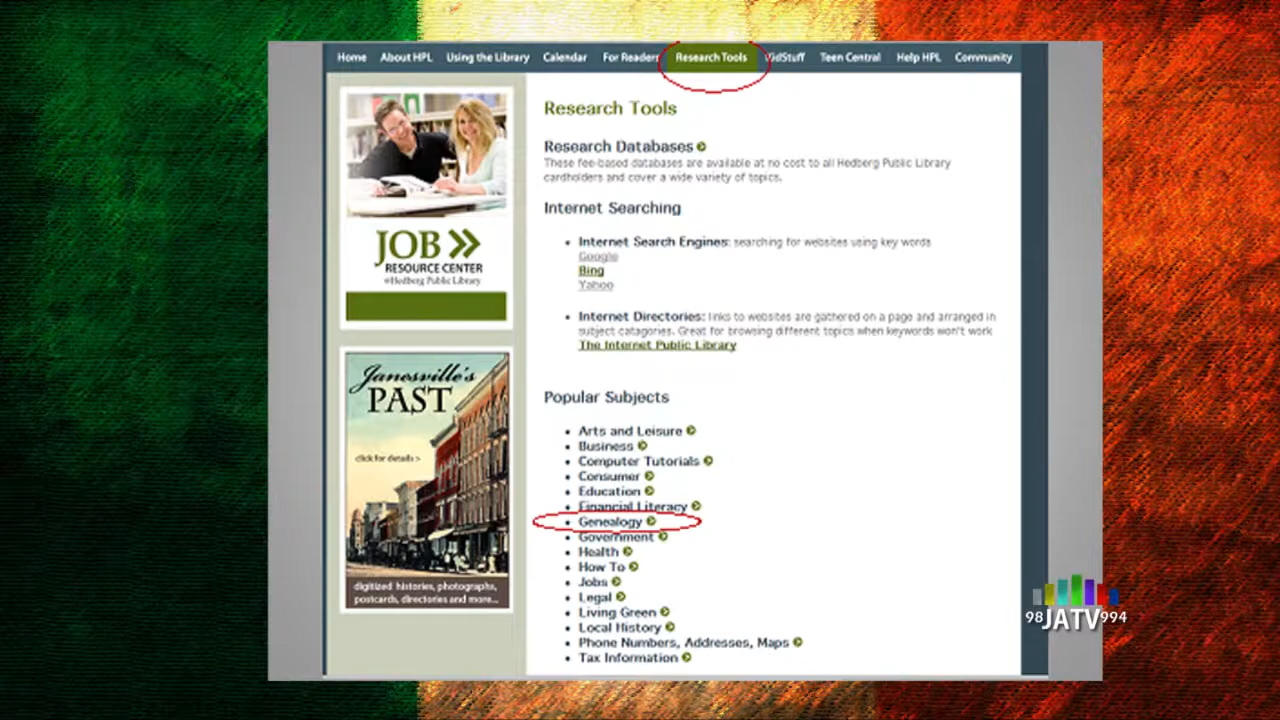 Home About HPL Using the Library Calendar For Readers Research Tools KidStuff Teen Central Help HPL Community
Research Tools
Research Databases
These fee-based databases are available at no cost to all Hedberg Public Library
cardholders and cover a wide variety of topics.
Internet Searching
Internet Search Engines: searching for websites using key words
Google
Bing
Yahoo
Internet Directories: links to websites are gathered on a page and arranged in
subject catagories. Great for browsing different topics when keywords won't work
The Internet Public Library
Popular Subjects
Arts and Leisure
Business
Computer Tutorials
Consumer
Education
Financial Literacy
Genealogy
Government
Health
How To
Jobs
Legal
Living Green
Local History
Phone Numbers, Addresses, Maps
Tax Information
JOB
RESOURCE CENTER
@Hedberg Public Library
Janesville's
PAST
click for details >
digitized histories, photographs,
postcards, directories and more...
98 JATV 994